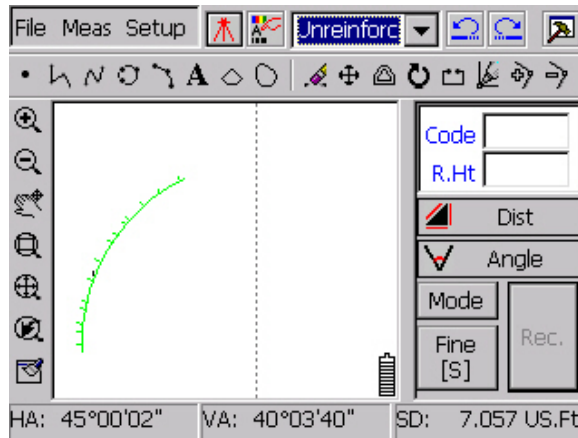 File Meas Setup Unreinforc
A
Code
R.Ht
Dist
Angle
Mode
Fine [S]
Rec.
HA: 45°00'02" VA: 40°03'40" SD: 7.057 US.Ft